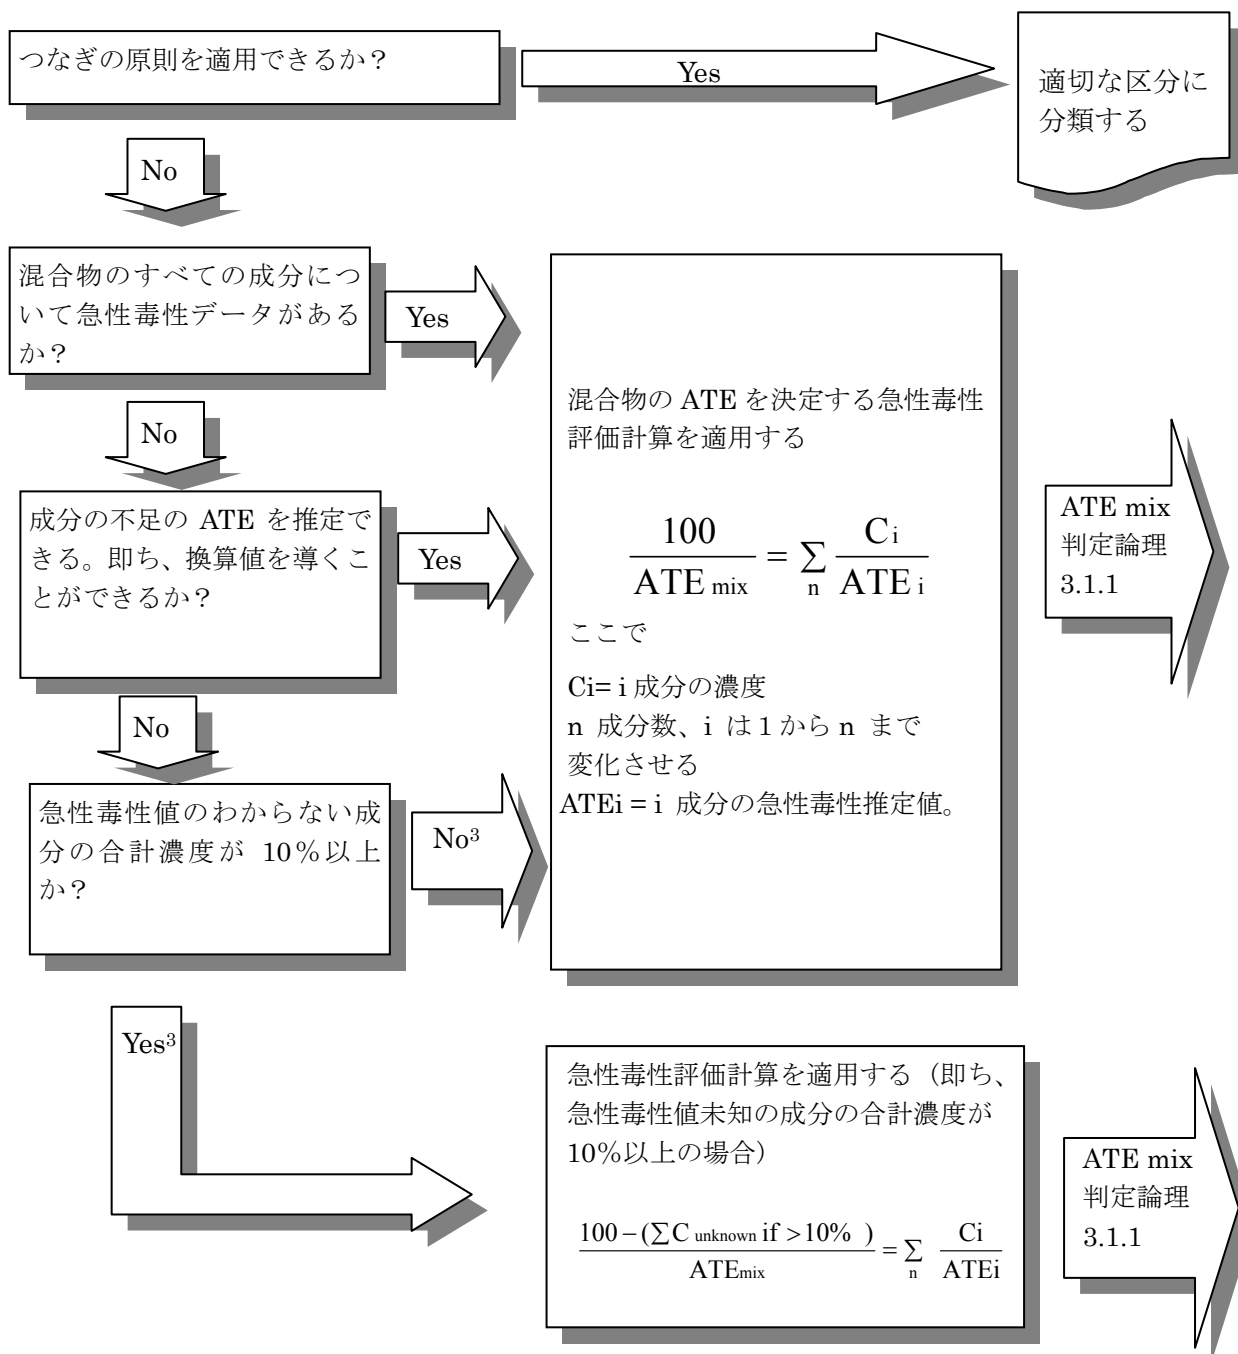 つなぎの原則を適用できるか？
Yes
適切な区分に
分類する
No
混合物のすべての成分につ
いて急性毒性データがある
か？
Yes
No
成分の不足の ATE を推定で
きる。即ち、換算値を導くこ
とができるか？
Yes
No
急性毒性値のわからない成
分の合計濃度が 10％以上
か？
No³
混合物の ATE を決定する急性毒性
評価計算を適用する
100/ATE mix = ∑n Ci/ATE i
ここで
Ci= i 成分の濃度
n 成分数、i は１から n まで
変化させる
ATEi = i 成分の急性毒性推定値。
ATE mix
判定論理
3.1.1
Yes³
急性毒性評価計算を適用する（即ち、
急性毒性値未知の成分の合計濃度が
10％以上の場合）
100−(∑C unknown if >10% )/ATEmix = ∑n Ci/ATEi
ATE mix
判定論理
3.1.1